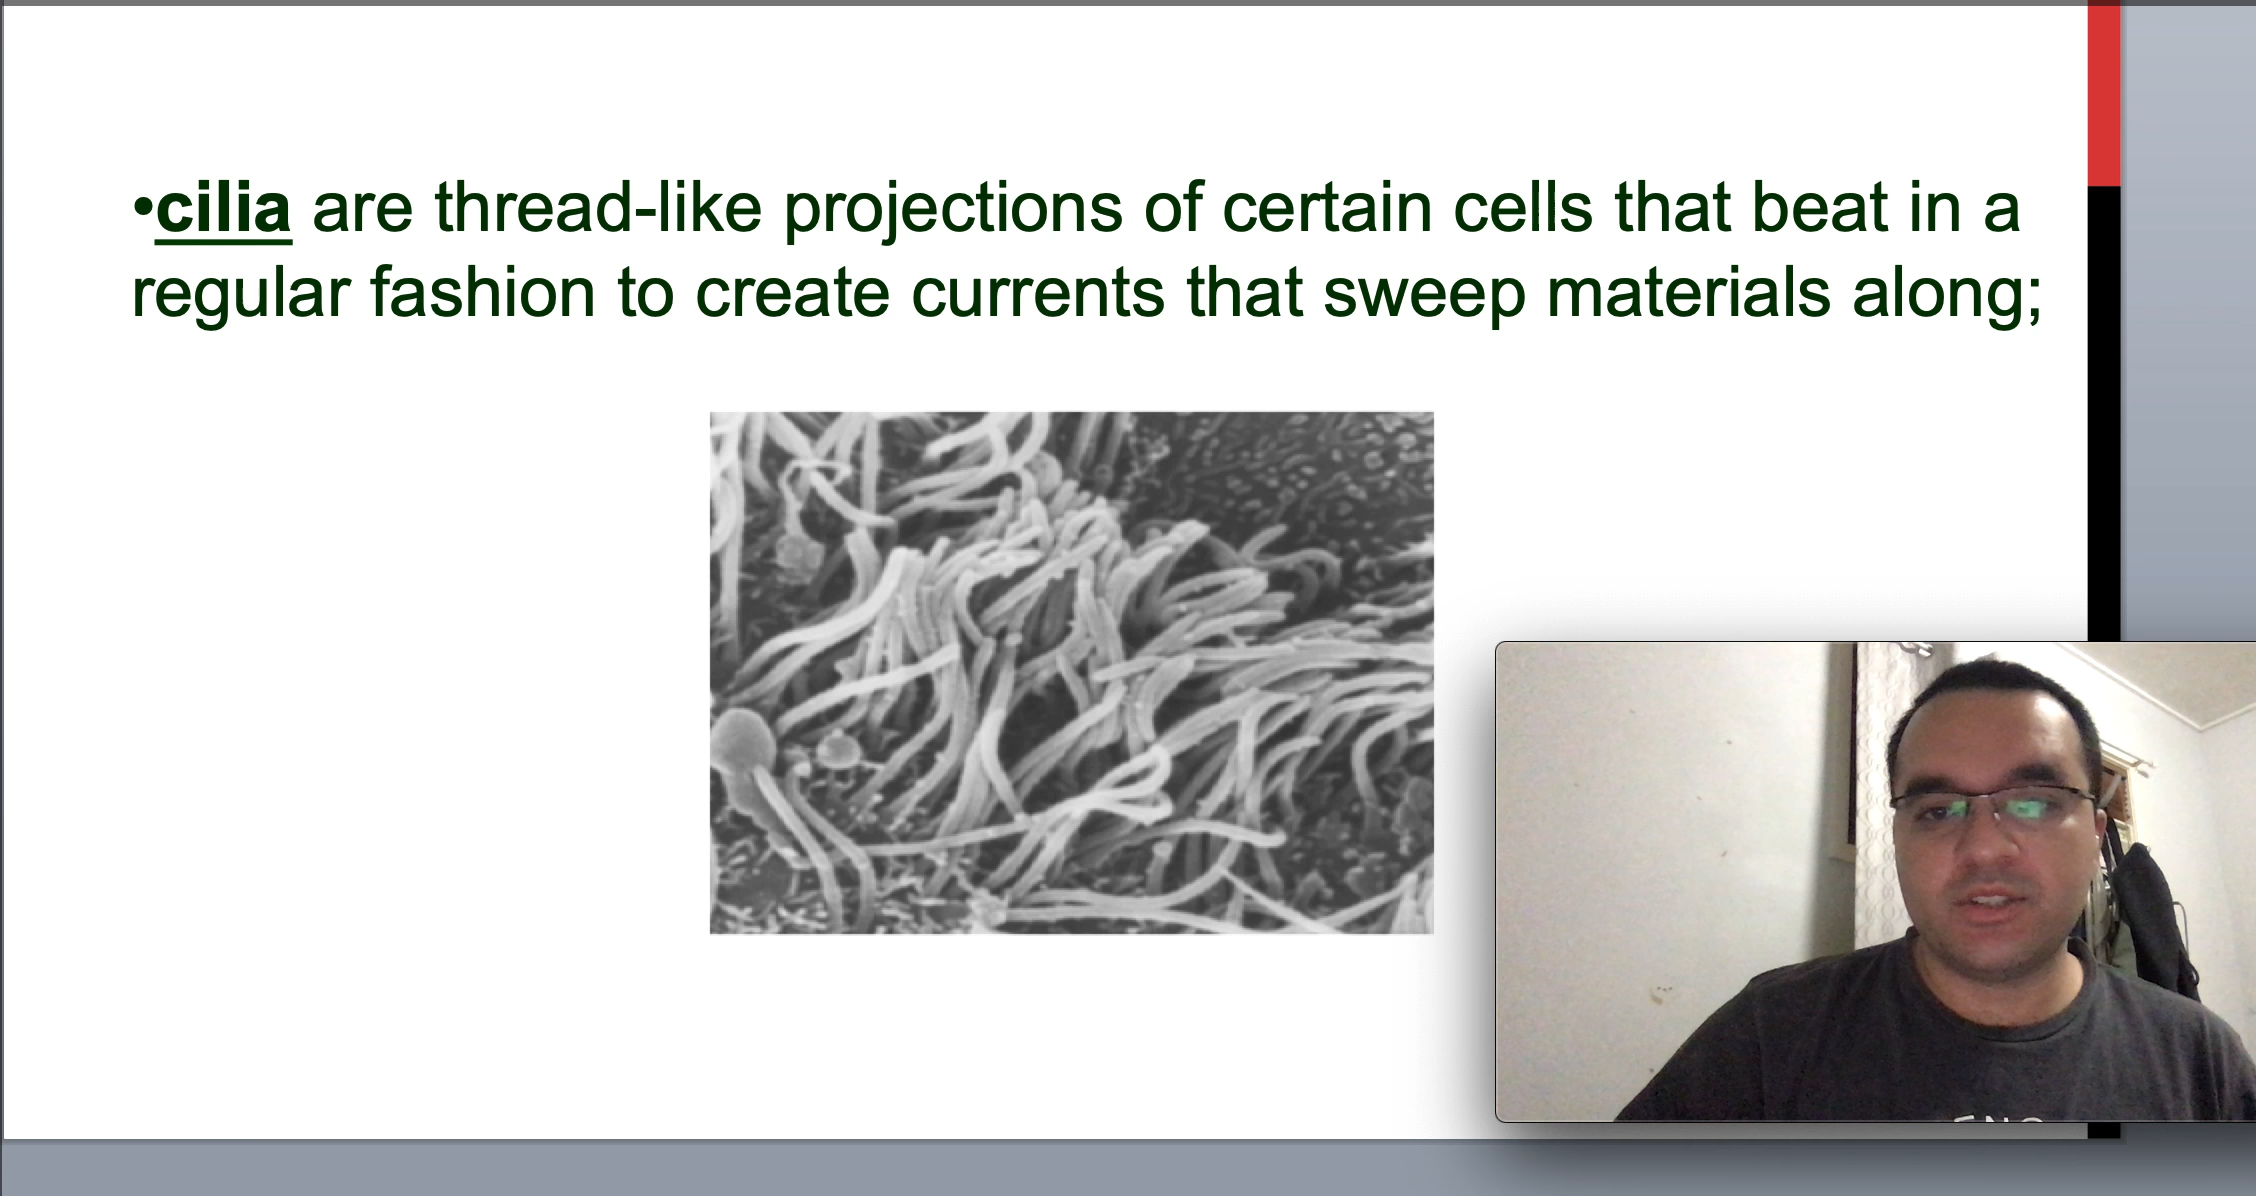 •cilia are thread-like projections of certain cells that beat in a
regular fashion to create currents that sweep materials along;